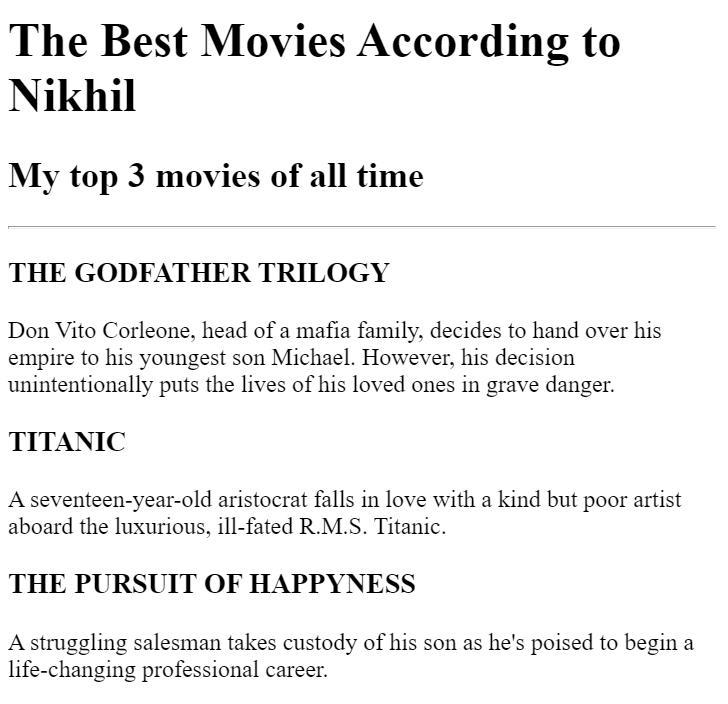 The Best Movies According to
Nikhil
My top 3 movies of all time
THE GODFATHER TRILOGY
Don Vito Corleone, head of a mafia family, decides to hand over his
empire to his youngest son Michael. However, his decision
unintentionally puts the lives of his loved ones in grave danger.
TITANIC
A seventeen-year-old aristocrat falls in love with a kind but poor artist
aboard the luxurious, ill-fated R.M.S. Titanic.
THE PURSUIT OF HAPPYNESS
A struggling salesman takes custody of his son as he's poised to begin a
life-changing professional career.